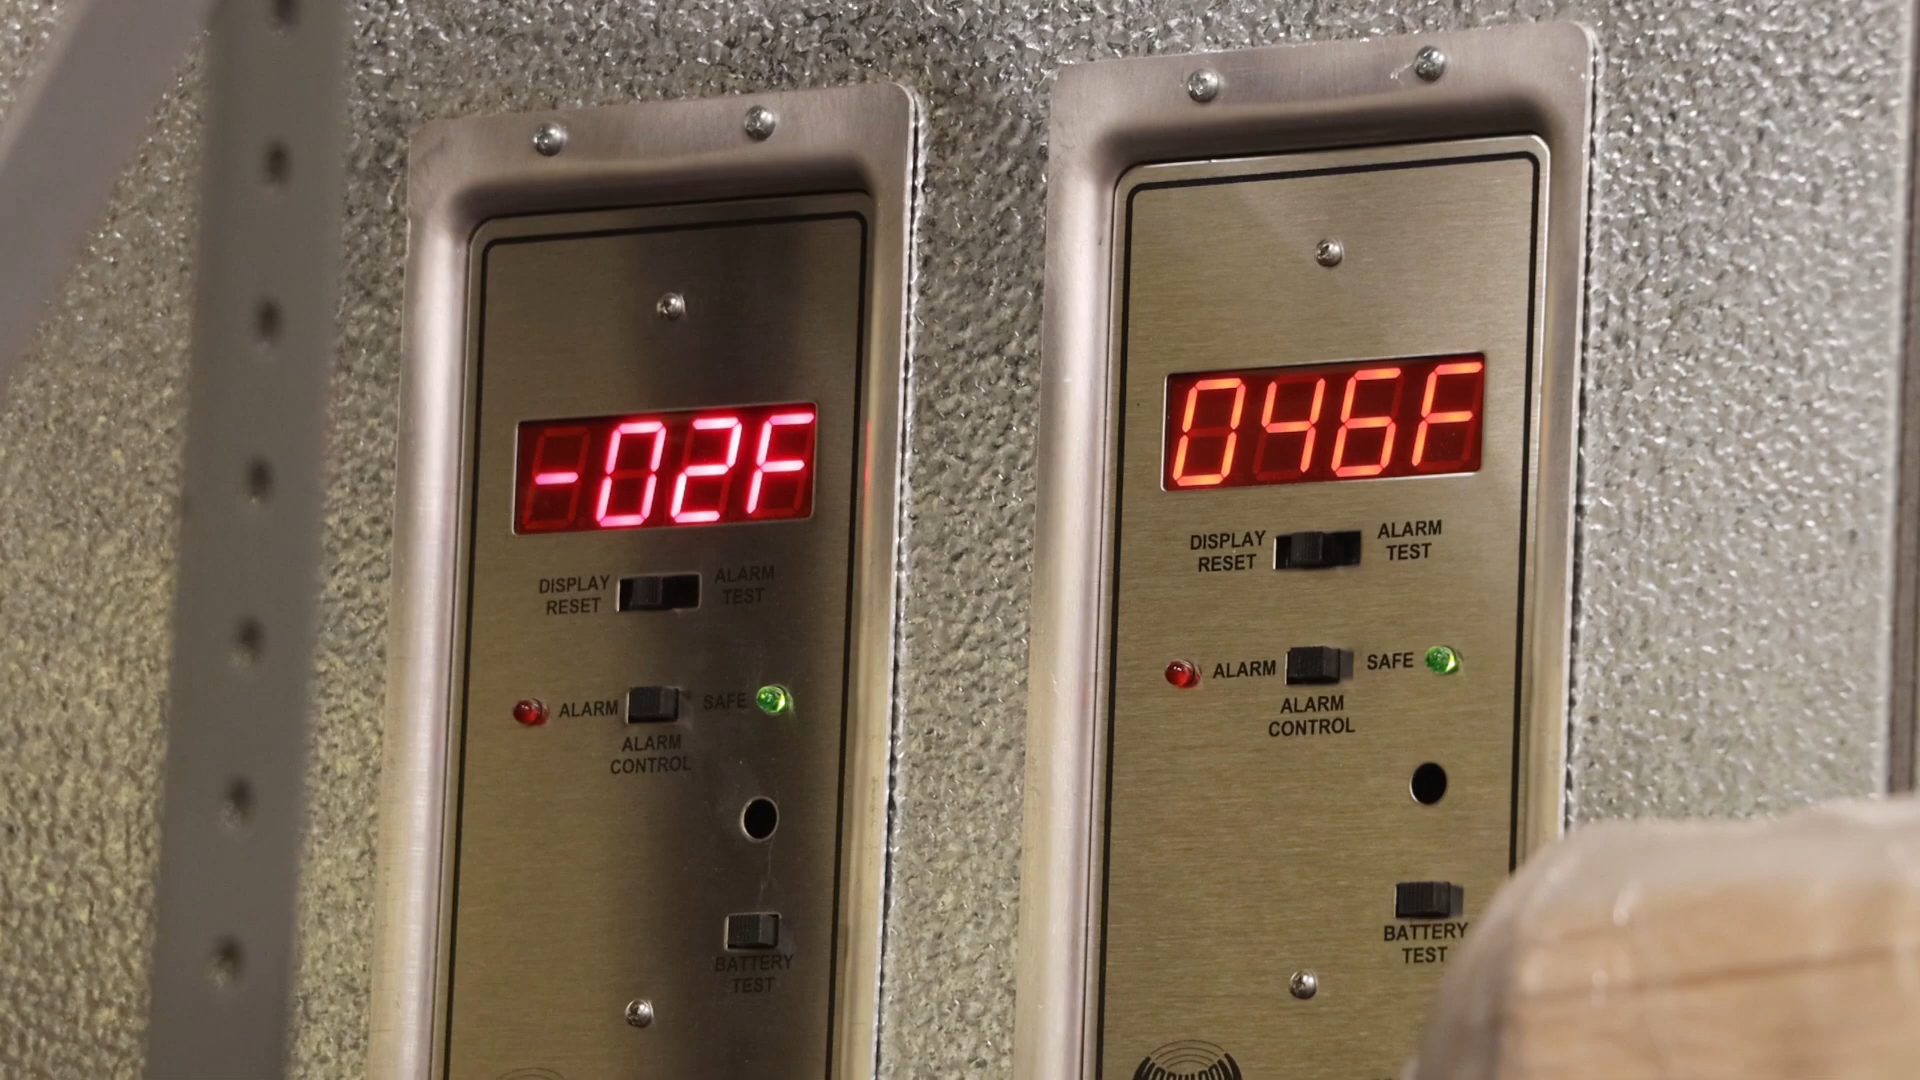 -02F
DISPLAY
RESET
ALARM
TEST
ALARM
SAFE
ALARM
CONTROL
BATTERY
TEST
046F
DISPLAY
RESET
ALARM
TEST
ALARM
SAFE
ALARM
CONTROL
BATTERY
TEST